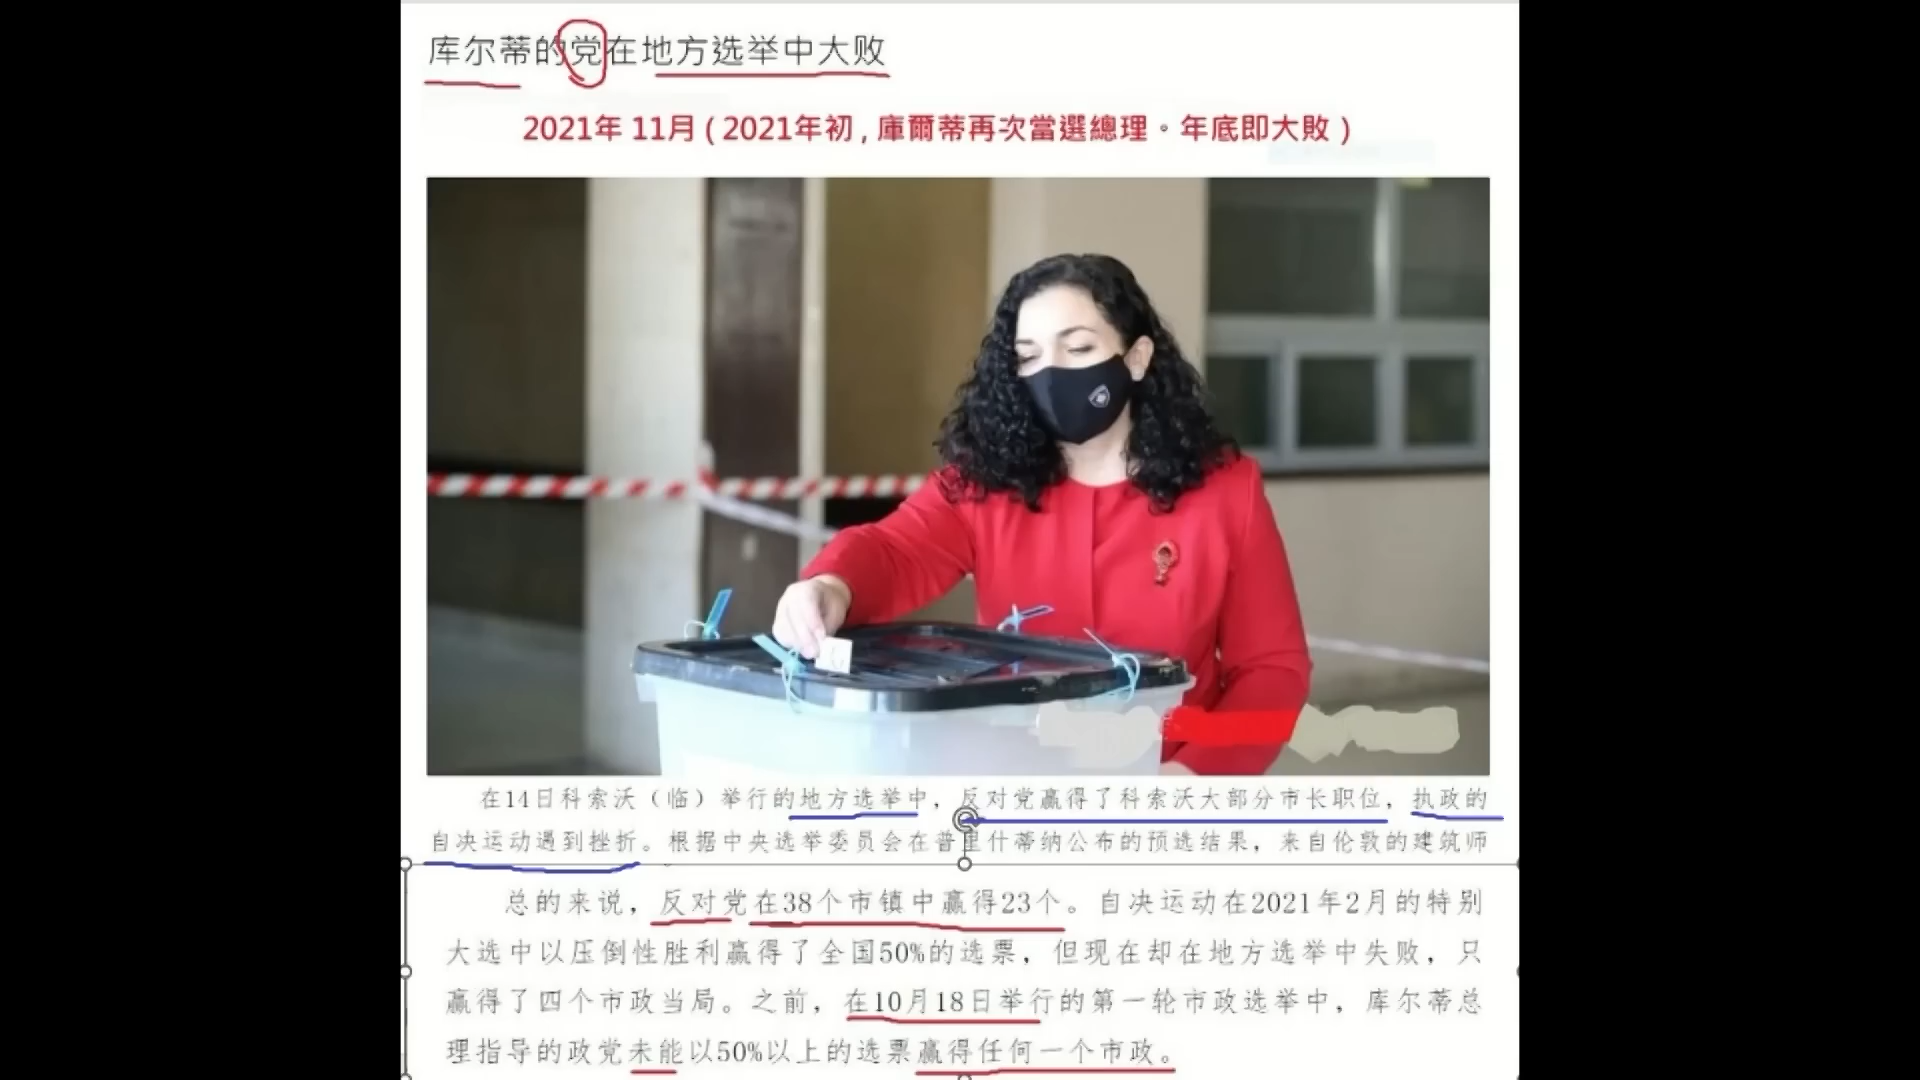 库尔蒂的党在地方选举中大败
2021年 11月 ( 2021年初 , 庫爾蒂再次當選總理。年底即大敗 )
在14日科索沃（临）举行的地方选举中，反对党赢得了科索沃大部分市长职位，执政的
自决运动遇到挫折。根据中央选举委员会在普里什蒂纳公布的预选结果，来自伦敦的建筑师
总的来说，反对党在38个市镇中赢得23个。自决运动在2021年2月的特别
大选中以压倒性胜利赢得了全国50%的选票，但现在却在地方选举中失败，只
赢得了四个市政当局。之前，在10月18日举行的第一轮市政选举中，库尔蒂总
理指导的政党未能以50%以上的选票赢得任何一个市政。